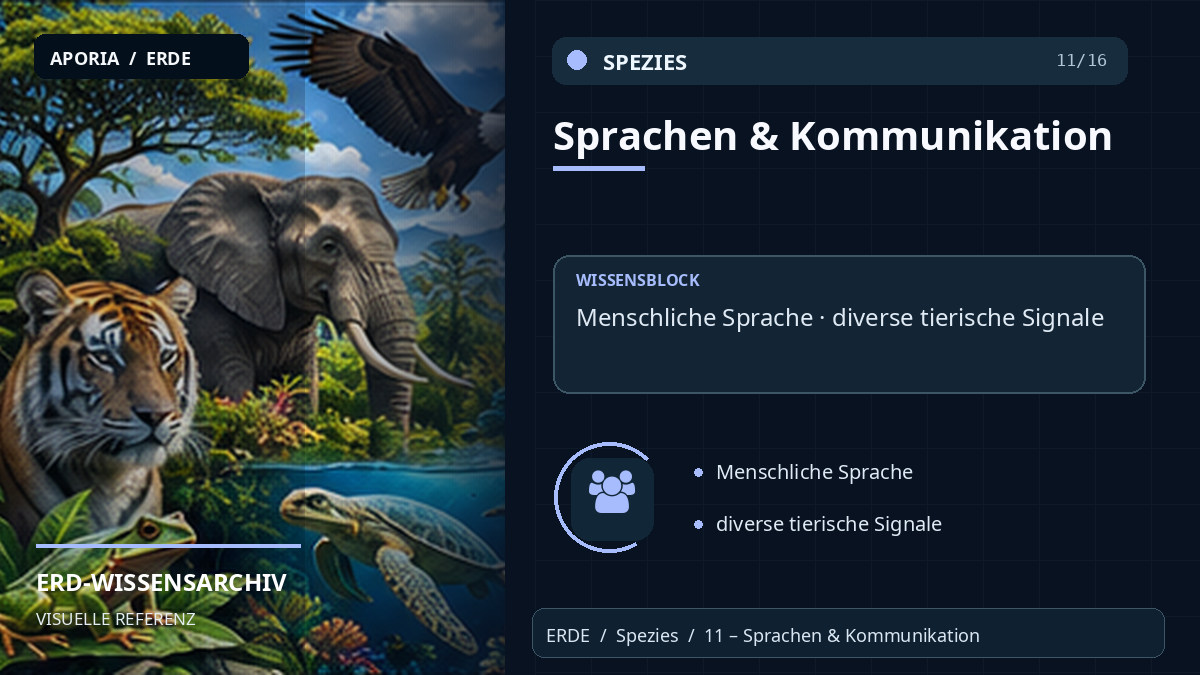 APORIA / ERDE
ERD-WISSENSARCHIV
VISUELLE REFERENZ
SPEZIES
11/16
Sprachen & Kommunikation
WISSENSBLOCK
Menschliche Sprache · diverse tierische Signale
• Menschliche Sprache
• diverse tierische Signale
ERDE / Spezies / 11 – Sprachen & Kommunikation